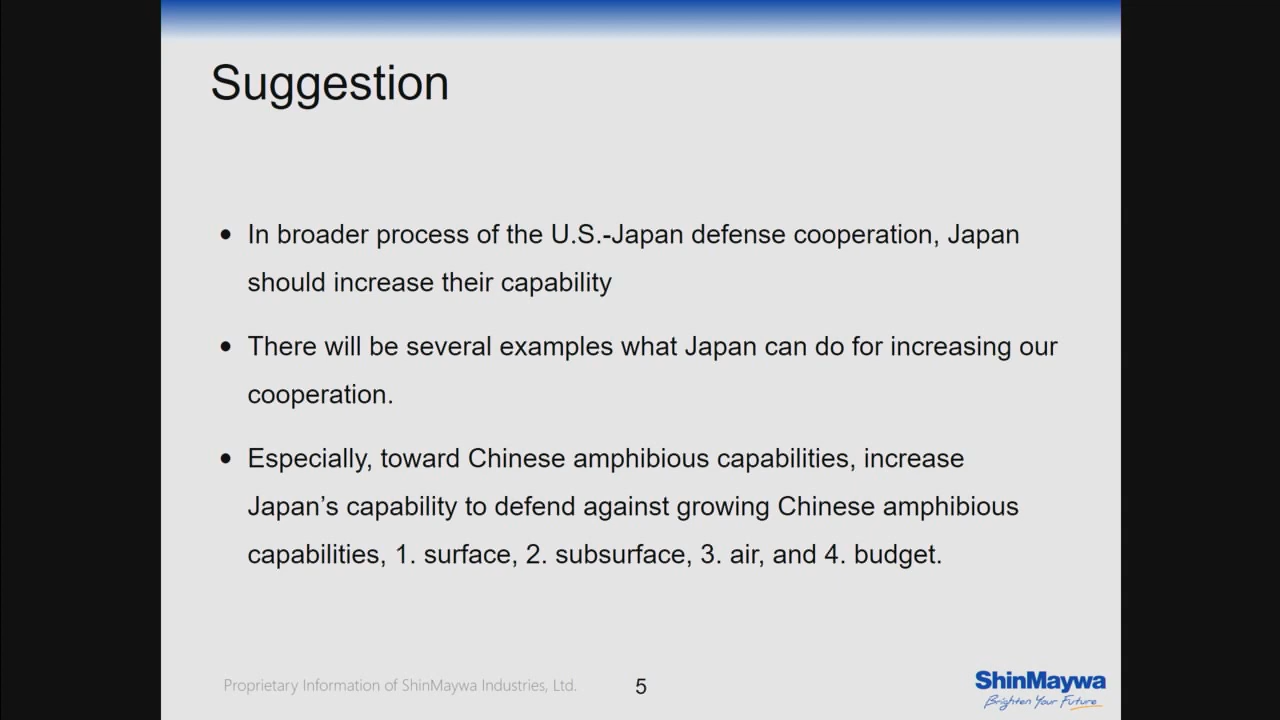 Suggestion
• In broader process of the U.S.-Japan defense cooperation, Japan
should increase their capability
• There will be several examples what Japan can do for increasing our
cooperation.
• Especially, toward Chinese amphibious capabilities, increase
Japan’s capability to defend against growing Chinese amphibious
capabilities, 1. surface, 2. subsurface, 3. air, and 4. budget.
Proprietary Information of ShinMaywa Industries, Ltd.
5
ShinMaywa
Brighten Your Future